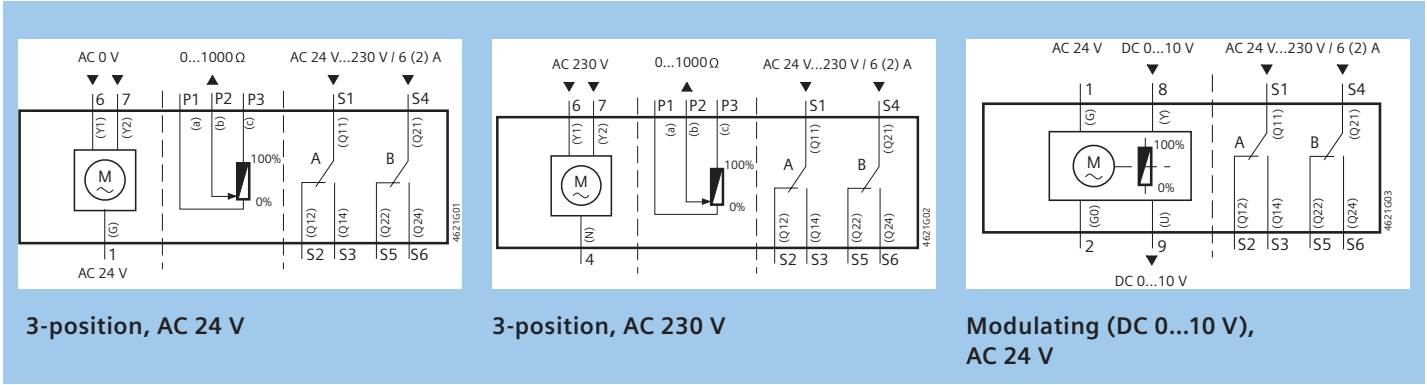 AC 0 V 0...1000 Ω AC 24 V...230 V / 6 (2) A
6 7 P1 P2 P3 S1 S4
(Y1) (Y2) (a) (b) (c) (Q11) (Q21)
M A B
100%
0%
(G) (Q12) (Q14) (Q22) (Q24)
4621G01
1 S2 S3 S5 S6
AC 24 V
3-position, AC 24 V
AC 230 V 0...1000 Ω AC 24 V...230 V / 6 (2) A
6 7 P1 P2 P3 S1 S4
(Y1) (Y2) (a) (b) (c) (Q11) (Q21)
M A B
100%
0%
(N) (Q12) (Q14) (Q22) (Q24)
4621G02
4 S2 S3 S5 S6
3-position, AC 230 V
AC 24 V DC 0...10 V AC 24 V...230 V / 6 (2) A
1 8 S1 S4
(G) (Y) (Q11) (Q21)
M A B
100%
0%
(G0) (U) (Q12) (Q14) (Q22) (Q24)
4621G03
2 9 S2 S3 S5 S6
DC 0...10 V
Modulating (DC 0...10 V),
AC 24 V